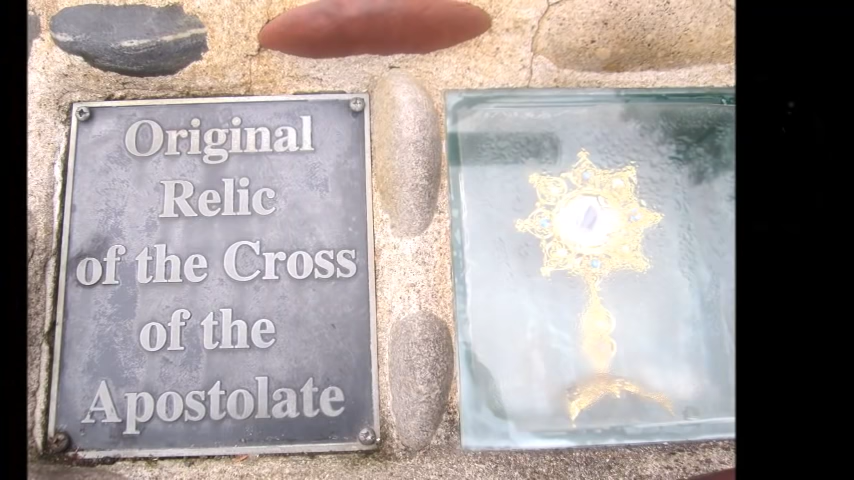 Original
Relic
of the Cross
of the
Apostolate